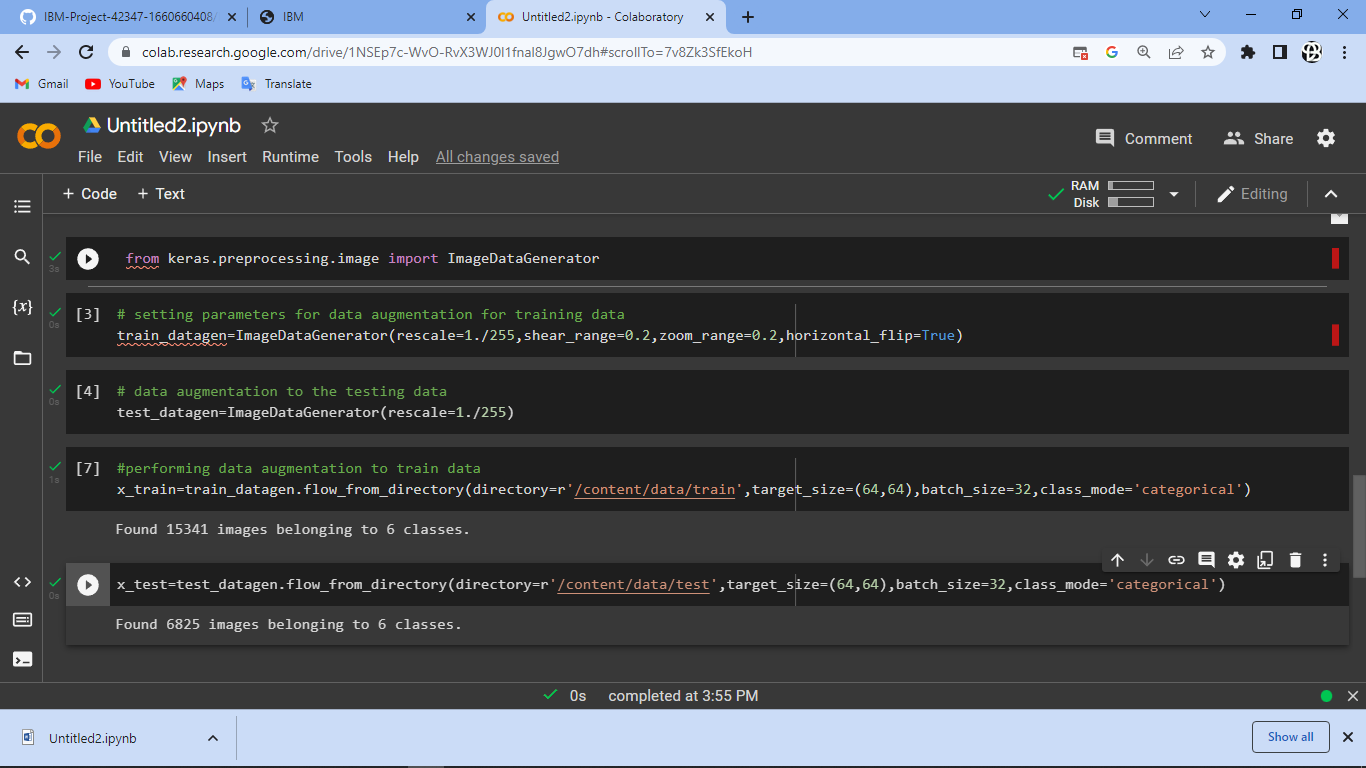 IBM-Project-42347-1660660408/
IBM
Untitled2.ipynb - Colaboratory
colab.research.google.com/drive/1NSEp7c-WvO-RvX3WJ0I1fnal8JgwO7dh#scrollTo=7v8Zk3SfEkoH
Gmail YouTube Maps Translate
Untitled2.ipynb
Comment Share
File Edit View Insert Runtime Tools Help All changes saved
+ Code + Text
RAM
Disk
Editing
from keras.preprocessing.image import ImageDataGenerator
3s
[3] # setting parameters for data augmentation for training data
0s
train_datagen=ImageDataGenerator(rescale=1./255,shear_range=0.2,zoom_range=0.2,horizontal_flip=True)
[4] # data augmentation to the testing data
0s
test_datagen=ImageDataGenerator(rescale=1./255)
[7] #performing data augmentation to train data
1s
x_train=train_datagen.flow_from_directory(directory=r'/content/data/train',target_size=(64,64),batch_size=32,class_mode='categorical')
Found 15341 images belonging to 6 classes.
x_test=test_datagen.flow_from_directory(directory=r'/content/data/test',target_size=(64,64),batch_size=32,class_mode='categorical')
0s
Found 6825 images belonging to 6 classes.
0s completed at 3:55 PM
Untitled2.ipynb
Show all